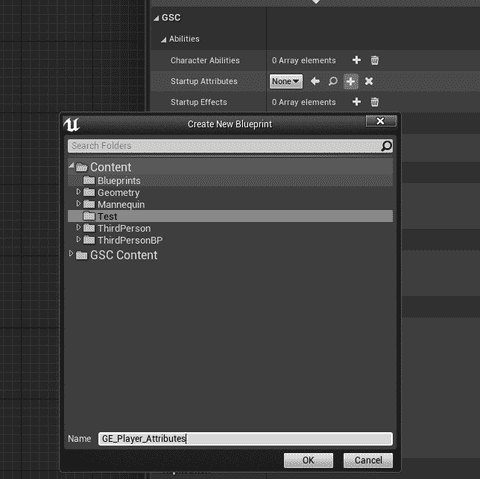 GSC
Abilities
Character Abilities 0 Array elements
Startup Attributes None
Startup Effects 0 Array elements
Create New Blueprint
Search Folders
Content
Blueprints
Geometry
Mannequin
Test
ThirdPerson
ThirdPersonBP
GSC Content
Name GE_Player_Attributes
OK Cancel